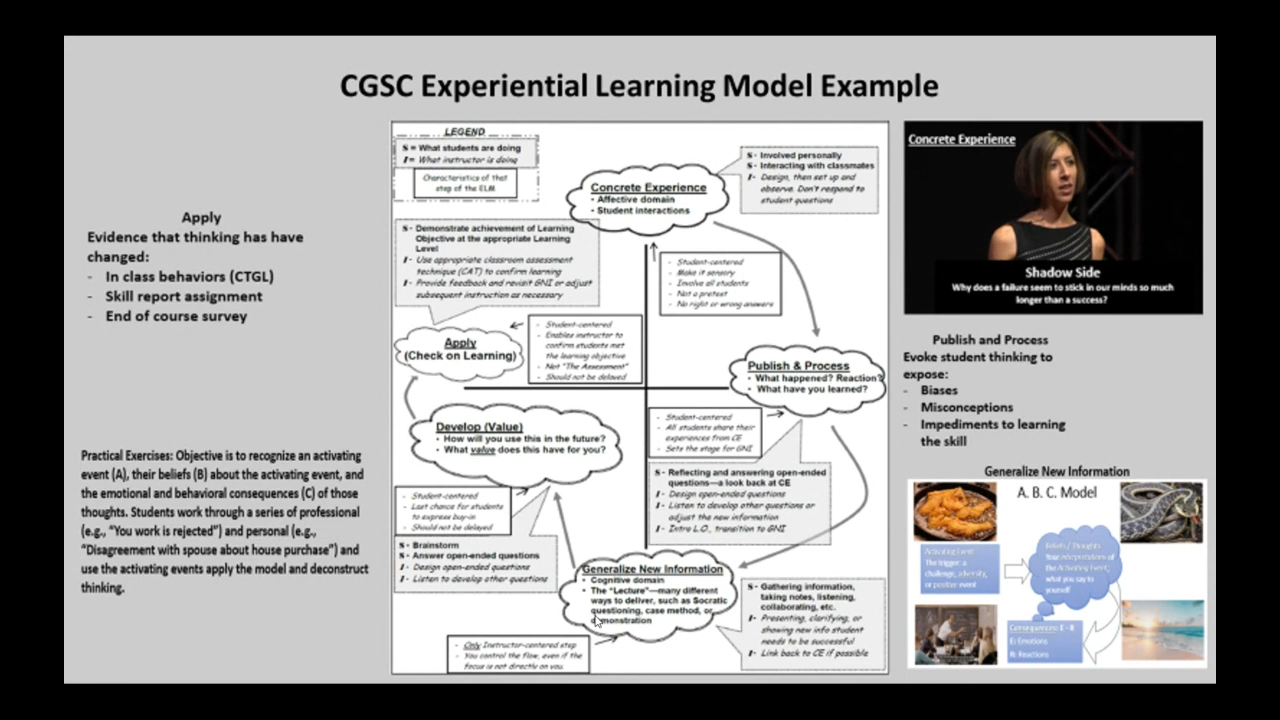 CGSC Experiential Learning Model Example
Apply
Evidence that thinking has have
changed:
- In class behaviors (CTGL)
- Skill report assignment
- End of course survey
Practical Exercises: Objective is to recognize an activating
event (A), their beliefs (B) about the activating event, and
the emotional and behavioral consequences (C) of those
thoughts. Students work through a series of professional
(e.g., “You work is rejected”) and personal (e.g.,
“Disagreement with spouse about house purchase”) and
use the activating events apply the model and deconstruct
thinking.
LEGEND
S = What students are doing
I = What instructor is doing
Characteristics of that
step of the ELM
Concrete Experience
• Affective domain
• Student interactions
S - Involved personally
S - Interacting with classmates
I - Design, then set up and
observe. Don't respond to
student questions
S - Demonstrate achievement of Learning
Objective at the appropriate Learning
Level
I - Use appropriate classroom assessment
technique (CAT) to confirm learning
I - Provide feedback and revisit GNI or adjust
subsequent instruction as necessary
- Student-centered
- Make it sensory
- Involve all students
- Not a pretest
- No right or wrong answers
Apply
(Check on Learning)
- Student-centered
- Enables instructor to
confirm students met
the learning objective
- Not "The Assessment"
- Should not be delayed
Publish & Process
• What happened? Reaction?
• What have you learned?
Develop (Value)
• How will you use this in the future?
• What value does this have for you?
- Student-centered
- All students share their
experiences from CE
- Sets the stage for GNI
S - Reflecting and answering open-ended
questions—a look back at CE
I - Design open-ended questions
I - Listen to develop other questions or
adjust the new information
I - Intro L.O., transition to GNI
- Student-centered
- Last chance for students
to express buy-in
- Should not be delayed
S - Brainstorm
S - Answer open-ended questions
I - Design open-ended questions
I - Listen to develop other questions
Generalize New Information
• Cognitive domain
• The “Lecture”—many different
ways to deliver, such as Socratic
questioning, case method, or
demonstration
S - Gathering information,
taking notes, listening,
collaborating, etc.
I - Presenting, clarifying, or
showing new info student
needs to be successful
I - Link back to CE if possible
- Only Instructor-centered step
- You control the flow, even if the
focus is not directly on you
Concrete Experience
Shadow Side
Why does a failure seem to stick in our minds so much
longer than a success?
Publish and Process
Evoke student thinking to
expose:
- Biases
- Misconceptions
- Impediments to learning
the skill
Generalize New Information
A. B. C. Model
Activating Event
The trigger: a
challenge, adversity,
or positive event
Beliefs / Thoughts
Your interpretations of
the Activating Event;
what you say to
yourself
Consequences: E - R
E: Emotions
R: Reactions